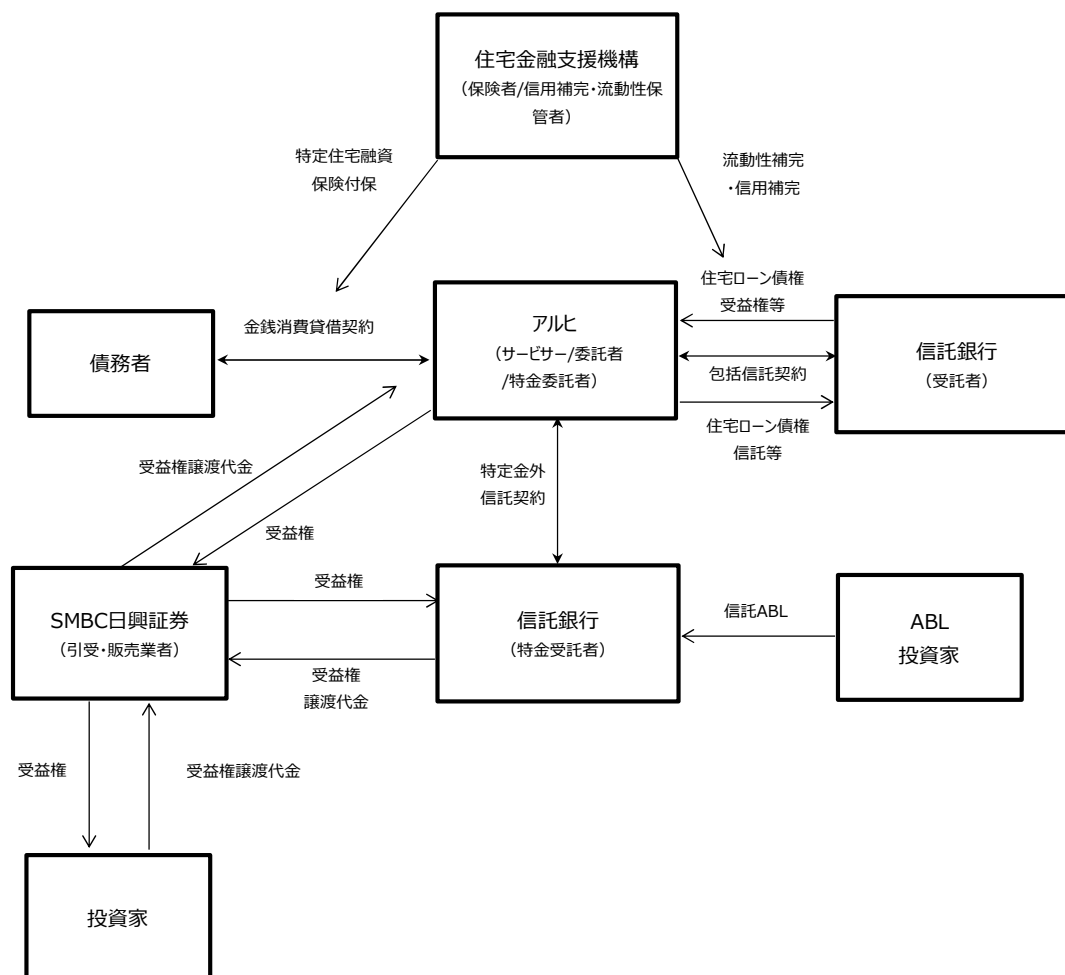 住宅金融支援機構
（保険者/信用補完・流動性保
管者）
特定住宅融資
保険付保
流動性補完
・信用補完
住宅ローン債権
受益権等
アルヒ
（サービサー/委託者
/特金委託者）
金銭消費貸借契約
債務者
信託銀行
（受託者）
包括信託契約
住宅ローン債権
信託等
受益権譲渡代金
特定金外
信託契約
受益権
受益権
SMBC日興証券
（引受・販売業者）
信託銀行
（特金受託者）
信託ABL
ABL
投資家
受益権
譲渡代金
受益権
受益権譲渡代金
投資家